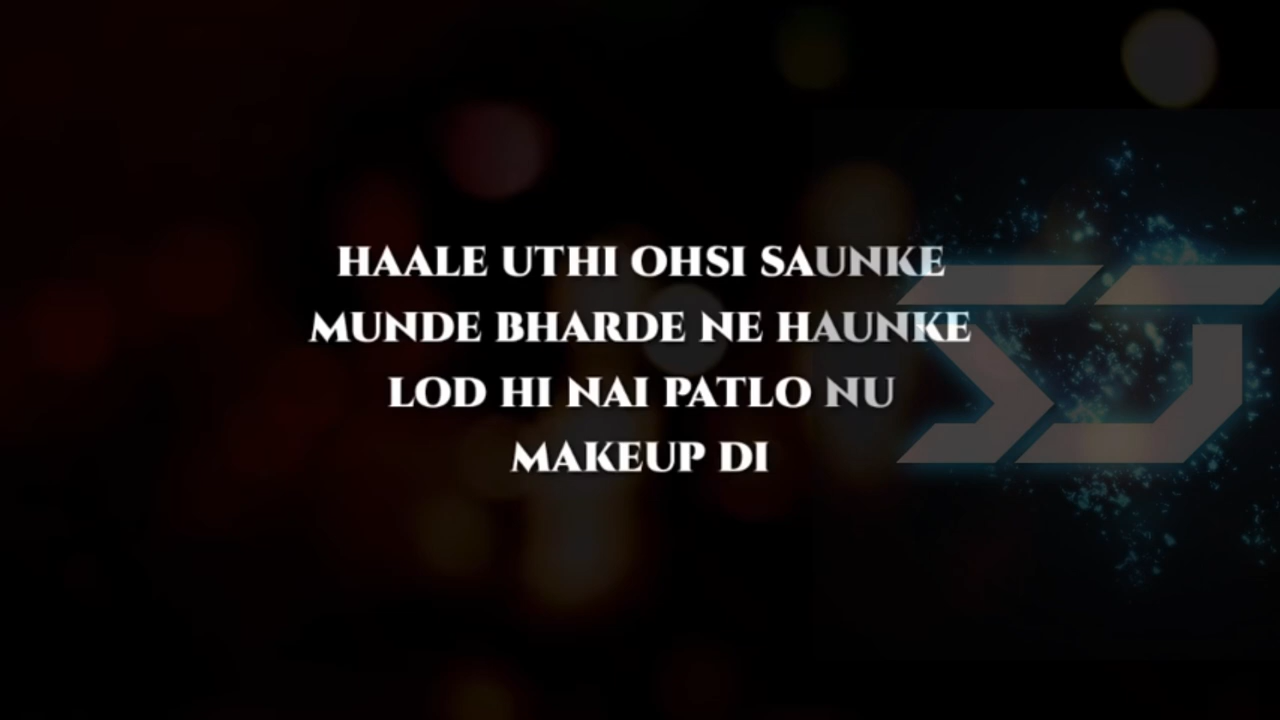 HAALE UTHI OHSI SAUNKE
MUNDE BHARDE NE HAUNKE
LOD HI NAI PATLO NU
MAKEUP DI